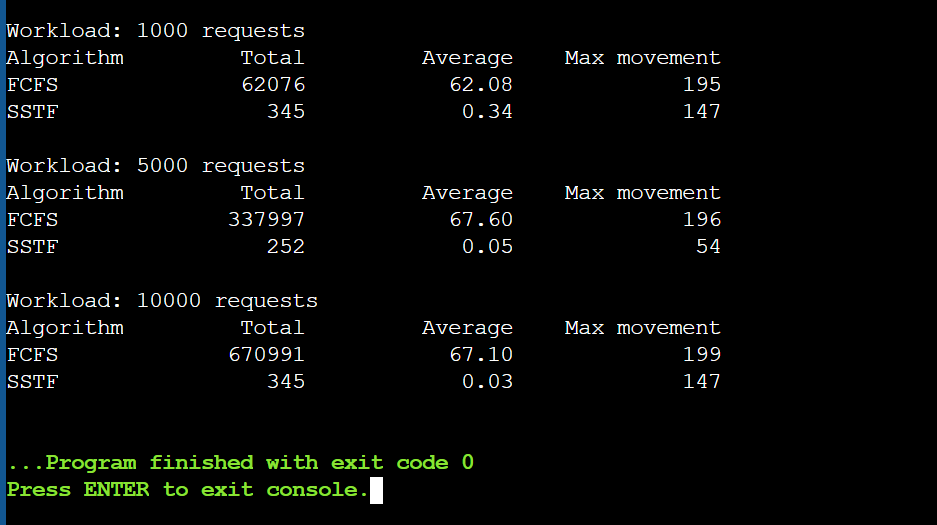 Workload: 1000 requests
Algorithm Total Average Max movement
FCFS 62076 62.08 195
SSTF 345 0.34 147
Workload: 5000 requests
Algorithm Total Average Max movement
FCFS 337997 67.60 196
SSTF 252 0.05 54
Workload: 10000 requests
Algorithm Total Average Max movement
FCFS 670991 67.10 199
SSTF 345 0.03 147
...Program finished with exit code 0
Press ENTER to exit console.